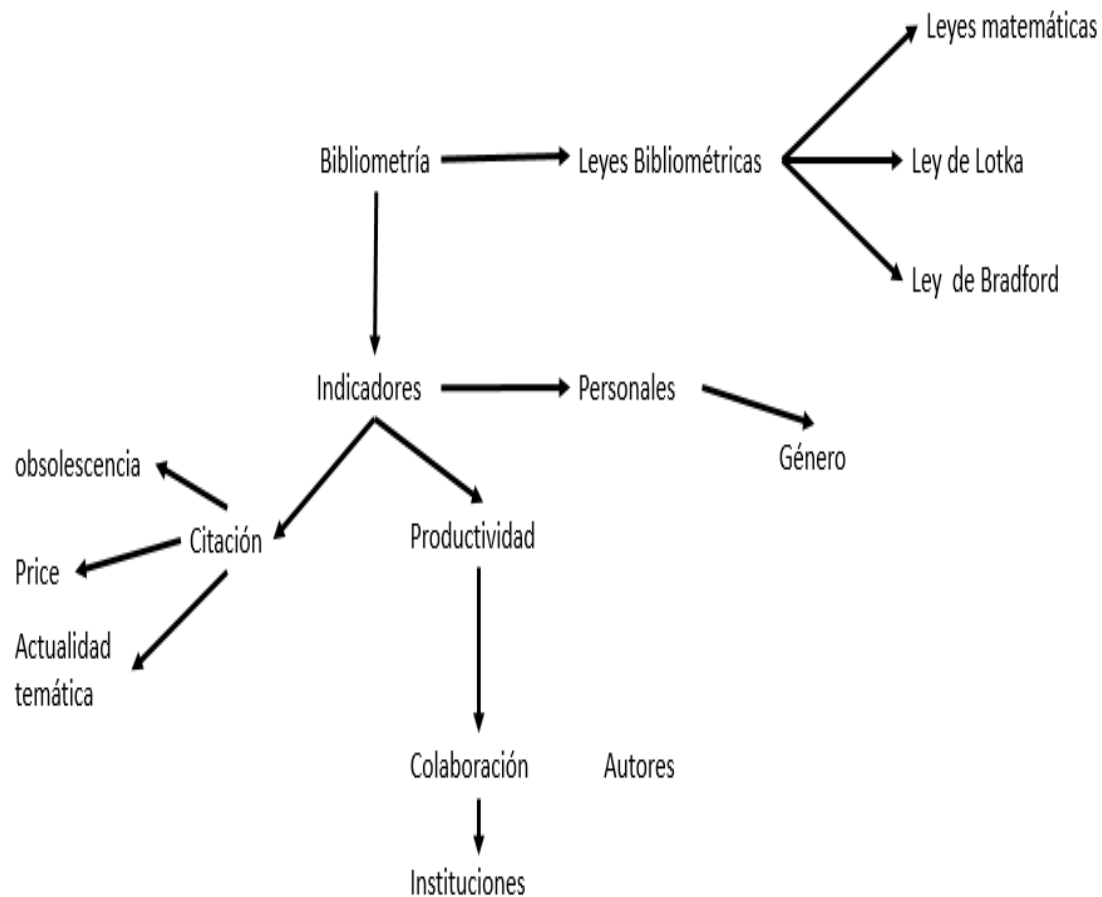 Leyes matemáticas
Bibliometría
Leyes Bibliométricas
Ley de Lotka
Ley de Bradford
Indicadores
Personales
Género
obsolescencia
Citación
Productividad
Price
Actualidad
temática
Colaboración
Autores
Instituciones